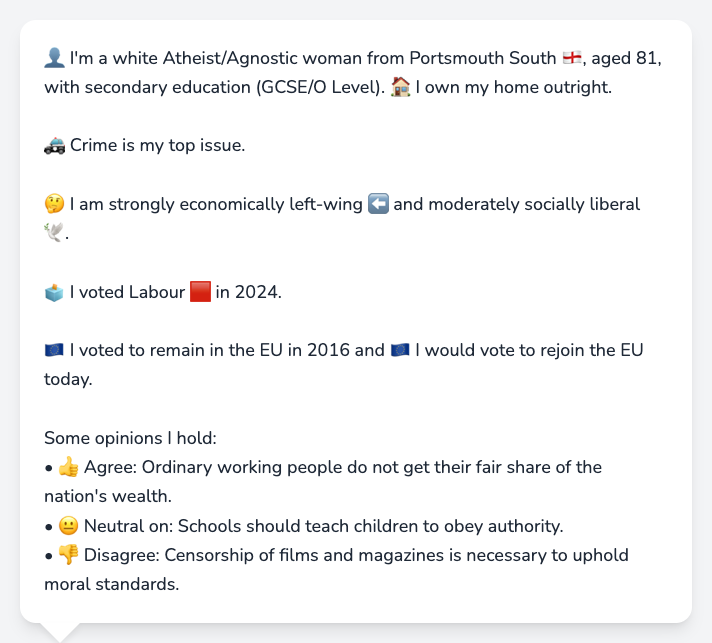 👤 I'm a white Atheist/Agnostic woman from Portsmouth South 🏴󠁧󠁢󠁥󠁮󠁧󠁿, aged 81,
with secondary education (GCSE/O Level). 🏠 I own my home outright.
🚓 Crime is my top issue.
🤔 I am strongly economically left-wing ⬅️ and moderately socially liberal
🕊️.
🗳️ I voted Labour 🟥 in 2024.
🇪🇺 I voted to remain in the EU in 2016 and 🇪🇺 I would vote to rejoin the EU
today.
Some opinions I hold:
• 👍 Agree: Ordinary working people do not get their fair share of the
nation's wealth.
• 😐 Neutral on: Schools should teach children to obey authority.
• 👎 Disagree: Censorship of films and magazines is necessary to uphold
moral standards.